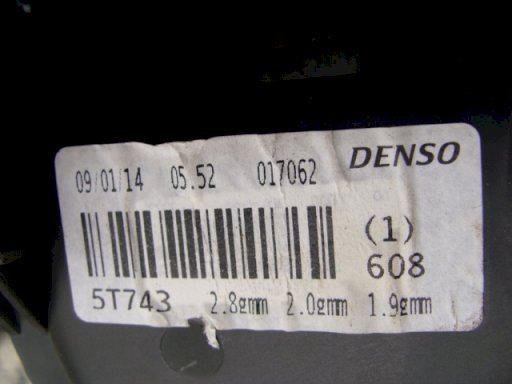 09/01/14 05.52 017062 DENSO
(1)
608
5T743 2.8gmm 2.0gmm 1.9gmm